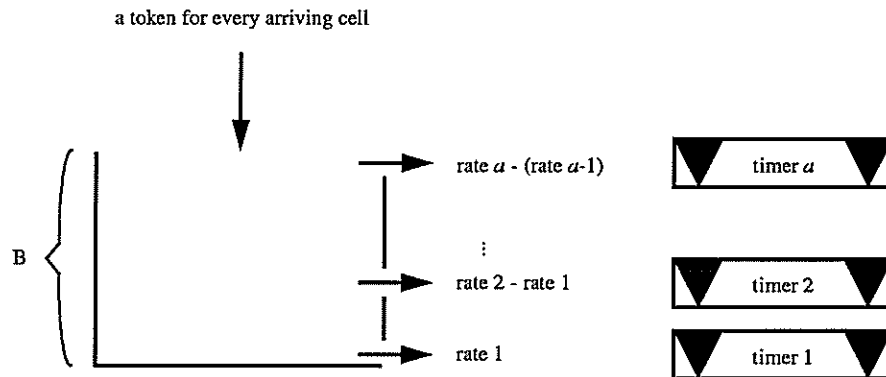 a token for every arriving cell
rate a - (rate a-1)
timer a
B
⋮
rate 2 - rate 1
timer 2
rate 1
timer 1